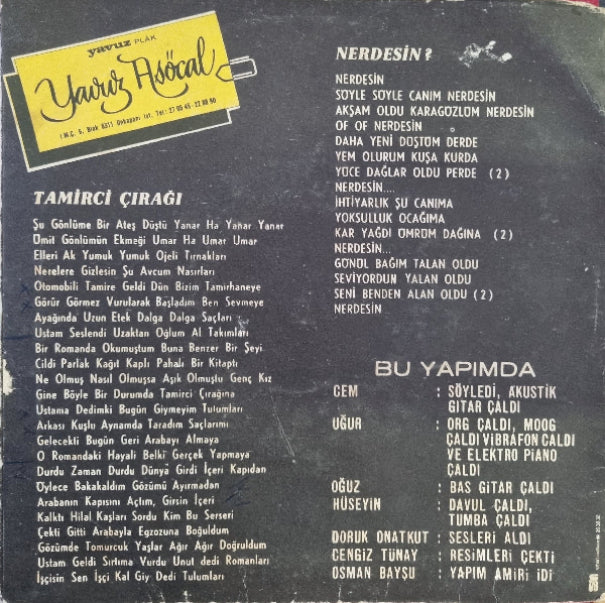 yavuz PLAK
Yavuz Asöcal
TAMİRCİ ÇIRAĞI
Şu Gönlüme Bir Ateş Düştü Yanar Ha Yanar Yanar
Ümit Gönlümün Ekmeği Umar Ha Umar Umar
Elleri Ak Yumuk Yumuk Ojeli Tırnakları
Nerelere Gizlesin Şu Avcum Nasırları
Otomobili Tamire Geldi Dün Bizim Tamirhaneye
Görür Görmez Vurularak Başladım Ben Sevmeye
Ayağında Uzun Etek Dalga Dalga Saçları
Ustam Seslendi Uzaktan Oğlum Al Takımları
Bir Romanda Okumuştum Buna Benzer Bir Şeyi
Cildi Parlak Kağıt Kaplı Pahalı Bir Kitaptı
Ne Olmuş Nasıl Olmuşsa Aşık Olmuştu Genç Kız
Gine Böyle Bir Durumda Tamirci Çırağına
Ustama Dedimki Bugün Giymeyim Tulumları
Arkası Kuşlu Aynamda Taradım Saçlarımı
Gelecekti Bugün Geri Arabayı Almaya
O Romandaki Hayali Belki Gerçek Yapmaya
Durdu Zaman Durdu Dünya Girdi İçeri Kapıdan
Öylece Bakakaldım Gözümü Ayırmadan
Arabanın Kapısını Açtım, Girsin İçeri
Kalktı Hilal Kaşları Sordu Kim Bu Serseri
Çekti Gitti Arabayla Egzozuna Boğuldum
Gözümde Tomurcuk Yaşlar Ağır Ağır Doğruldum
Ustam Geldi Sırtıma Vurdu Unut dedi Romanları
İşçisin Sen İşçi Kal Giy Dedi Tulumları
NERDESİN ?
NERDESİN
SÖYLE SÖYLE CANIM NERDESİN
AKŞAM OLDU KARAGÖZLÜM NERDESİN
OF OF NERDESİN
DAHA YENİ DÜŞTÜM DERDE
YEM OLURUM KUŞA KURDA
YÜCE DAĞLAR OLDU PERDE (2)
NERDESİN....
İHTİYARLIK ŞU CANIMA
YOKSULLUK OCAĞIMA
KAR YAĞDI ÖMRÜM DAĞINA (2)
NERDESİN...
GÖNÜL BAĞIM TALAN OLDU
SEVİYORDUN YALAN OLDU
SENİ BENDEN ALAN OLDU (2)
NERDESİN
BU YAPIMDA
CEM : SÖYLEDİ, AKUSTİK
GİTAR ÇALDI
UĞUR : ORG ÇALDI, MOOG
ÇALDI VİBRAFON ÇALDI
VE ELEKTRO PİANO
ÇALDI
OĞUZ : BAS GİTAR ÇALDI
HÜSEYİN : DAVUL ÇALDI,
TUMBA ÇALDI
DORUK ONATKUT : SESLERİ ALDI
CENGİZ TÜNAY : RESİMLERİ ÇEKTİ
OSMAN BAYŞU : YAPIM AMİRİ İDİ